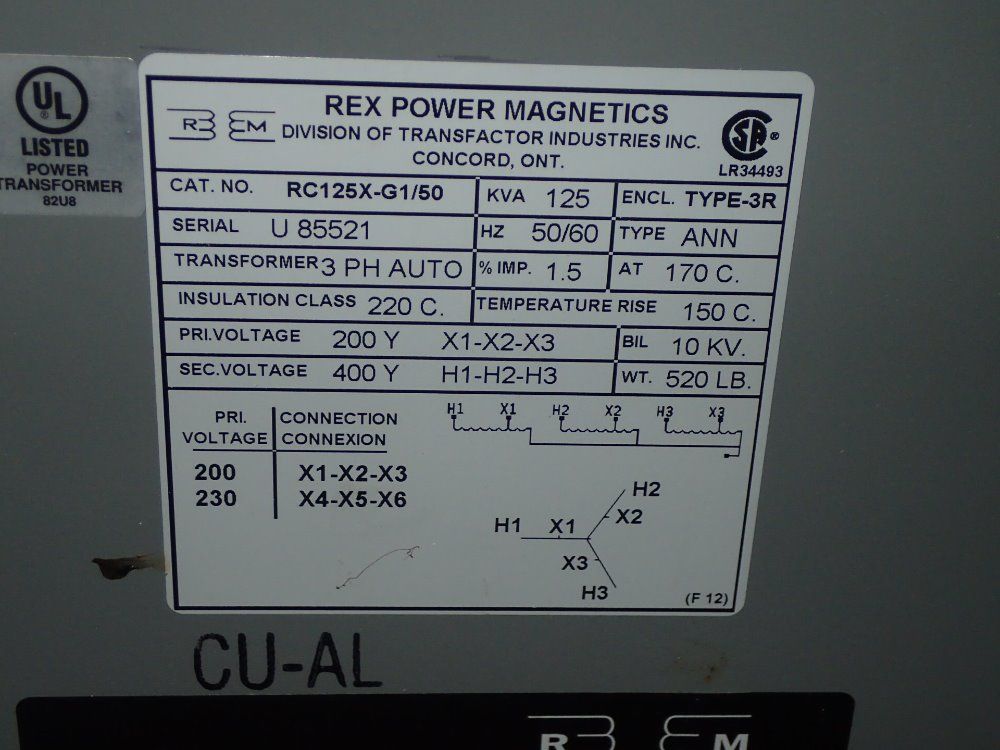 UL
®
LISTED
POWER
TRANSFORMER
82U8
R EM
REX POWER MAGNETICS
DIVISION OF TRANSFACTOR INDUSTRIES INC.
CONCORD, ONT.
SA ®
LR34493
CAT. NO. RC125X-G1/50 KVA 125 ENCL. TYPE-3R
SERIAL U 85521 HZ 50/60 TYPE ANN
TRANSFORMER 3 PH AUTO % IMP. 1.5 AT 170 C.
INSULATION CLASS 220 C. TEMPERATURE RISE 150 C.
PRI.VOLTAGE 200 Y X1-X2-X3 BIL 10 KV.
SEC.VOLTAGE 400 Y H1-H2-H3 WT. 520 LB.
PRI. CONNECTION
VOLTAGE CONNEXION
200 X1-X2-X3
230 X4-X5-X6
H1 X1 H2 X2 H3 X3
H2
H1 X1 X2
X3
H3
(F 12)
CU-AL
R EM